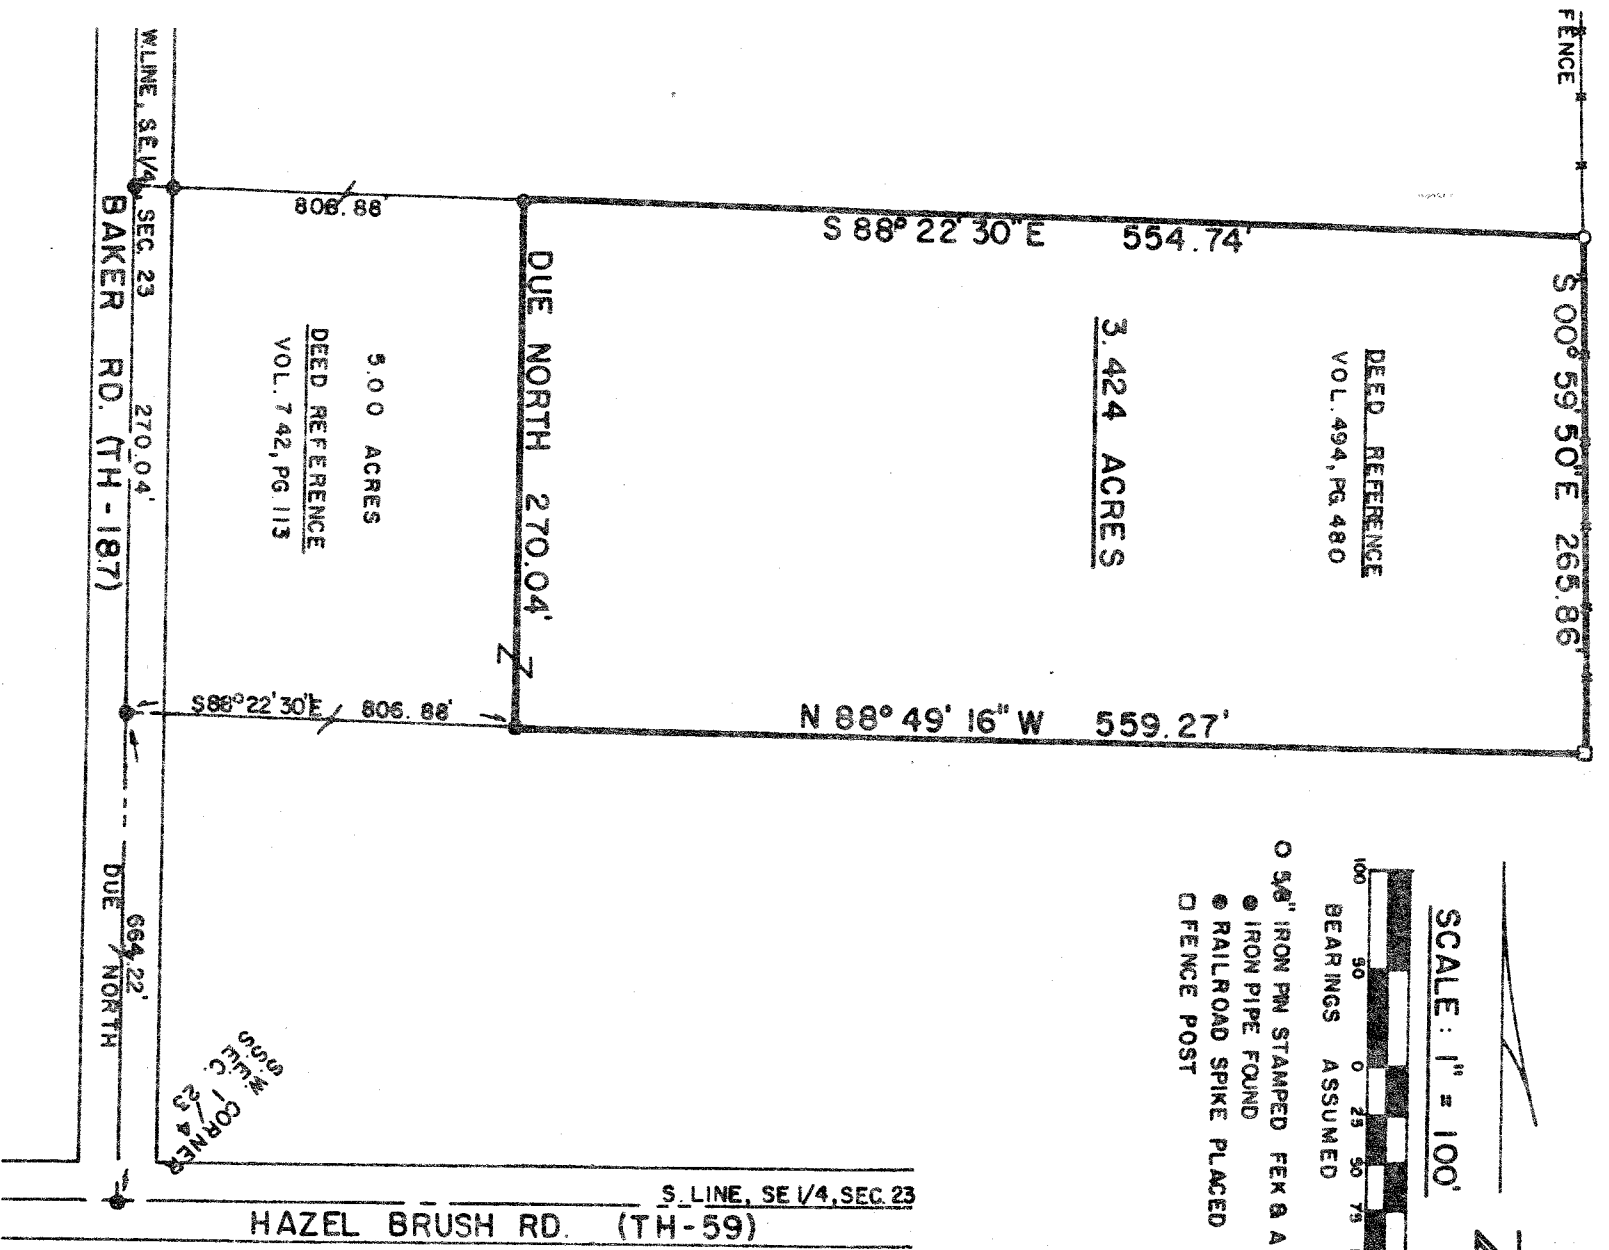 FENCE
W. LINE, S.E. 1/4, SEC. 23
BAKER RD. (TH-187)
270.04'
806.88'
S 88° 22' 30" E 554.74'
DUE NORTH 270.04'
5.00 ACRES
DEED REFERENCE
VOL. 742, PG. 113
3.424 ACRES
DEED REFERENCE
VOL. 494, PG. 480
S 00° 59' 50" E 265.86'
S 88° 22' 30" E 806.88'
N 88° 49' 16" W 559.27'
664.22'
DUE NORTH
S.W. CORNER
S.E. 1/4
SEC. 23
S. LINE, SE 1/4, SEC. 23
HAZEL BRUSH RD. (TH-59)
SCALE: 1" = 100'
100 50 0 25 50 75
BEARINGS ASSUMED
O 5/8" IRON PIN STAMPED FEK & A
● IRON PIPE FOUND
● RAILROAD SPIKE PLACED
□ FENCE POST